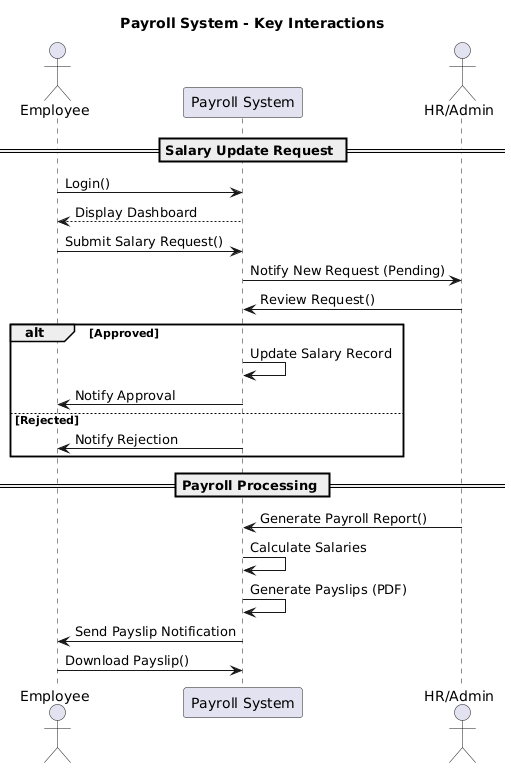 Payroll System - Key Interactions
Employee
Payroll System
HR/Admin
Salary Update Request
Login()
Display Dashboard
Submit Salary Request()
Notify New Request (Pending)
Review Request()
alt [Approved]
Update Salary Record
Notify Approval
[Rejected]
Notify Rejection
Payroll Processing
Generate Payroll Report()
Calculate Salaries
Generate Payslips (PDF)
Send Payslip Notification
Download Payslip()
Employee
Payroll System
HR/Admin